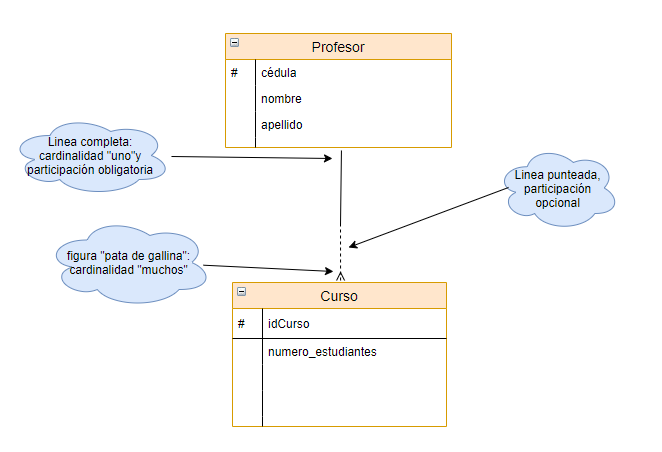 Profesor
# cédula
nombre
apellido
Linea completa:
cardinalidad "uno"y
participación obligatoria
Linea punteada,
participación
opcional
figura "pata de gallina":
cardinalidad "muchos"
Curso
# idCurso
numero_estudiantes